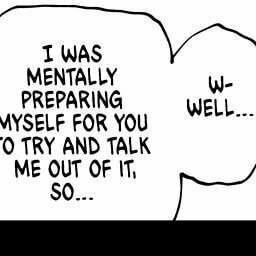 I WAS
MENTALLY
PREPARING
MYSELF FOR YOU
TO TRY AND TALK
ME OUT OF IT,
SO...
W-
WELL...